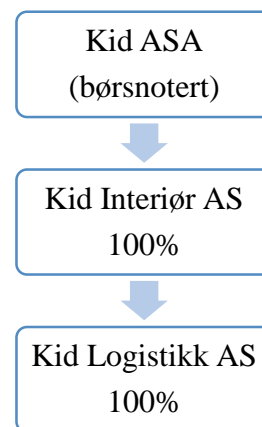 Kid ASA
(børsnotert)
Kid Interiør AS
100%
Kid Logistikk AS
100%